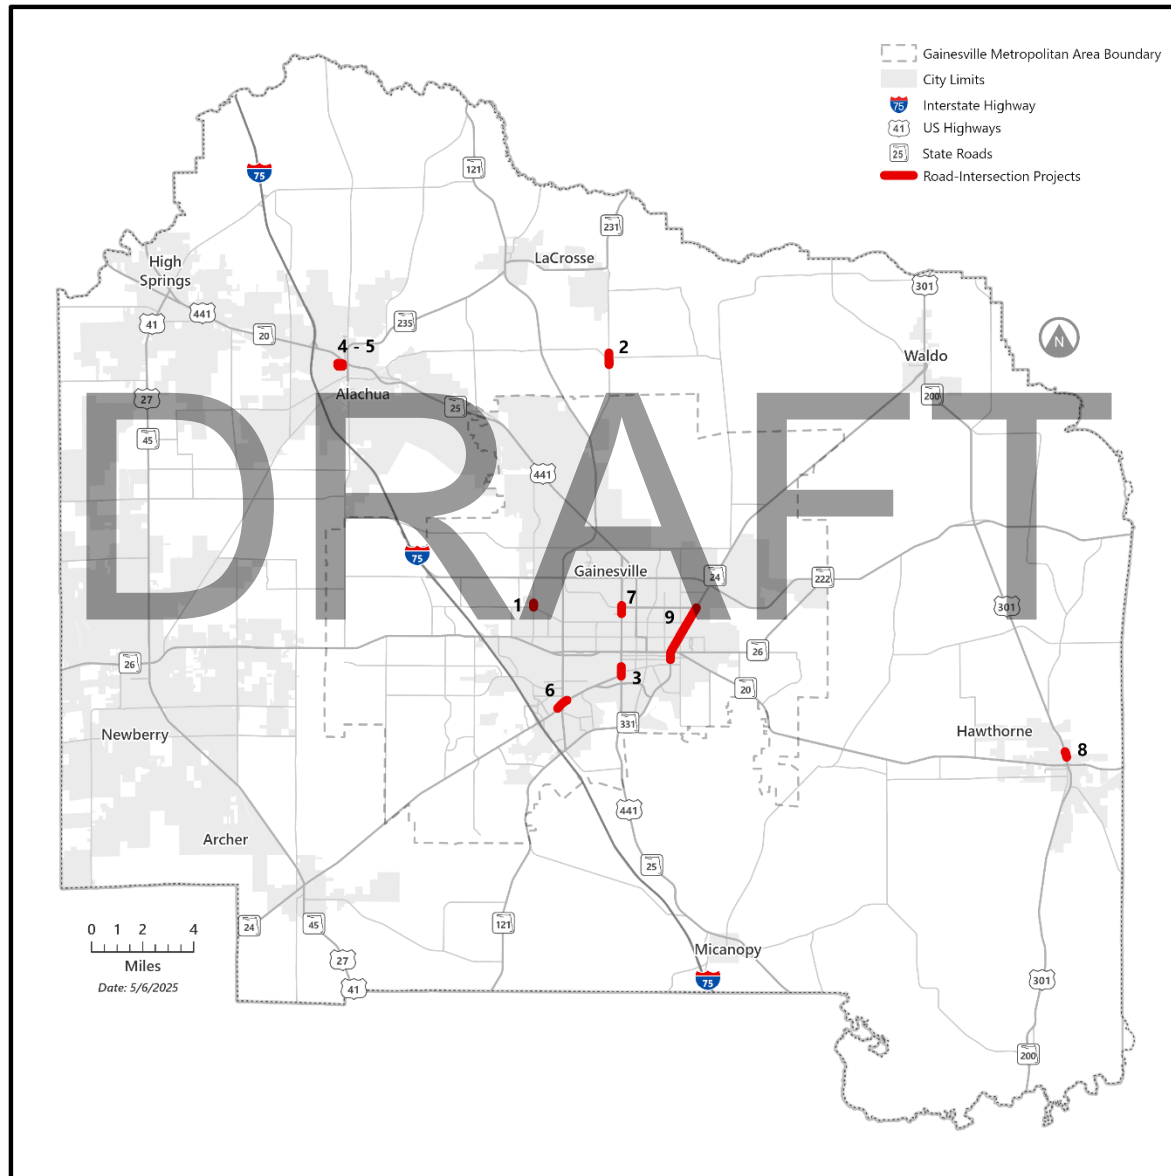 Gainesville Metropolitan Area Boundary
City Limits
75
Interstate Highway
41
US Highways
25
State Roads
Road-Intersection Projects
75
121
231
LaCrosse
High
Springs
301
441
41
235
20
N
4 - 5
2
Waldo
Alachua
200
27
25
45
DRAFT
441
75
Gainesville
24
222
1
7
301
9
26
26
3
20
6
331
Newberry
Hawthorne
8
441
Archer
25
24
45
121
0 1 2 4
Miles
Micanopy
27
75
301
Date: 5/6/2025
41
200